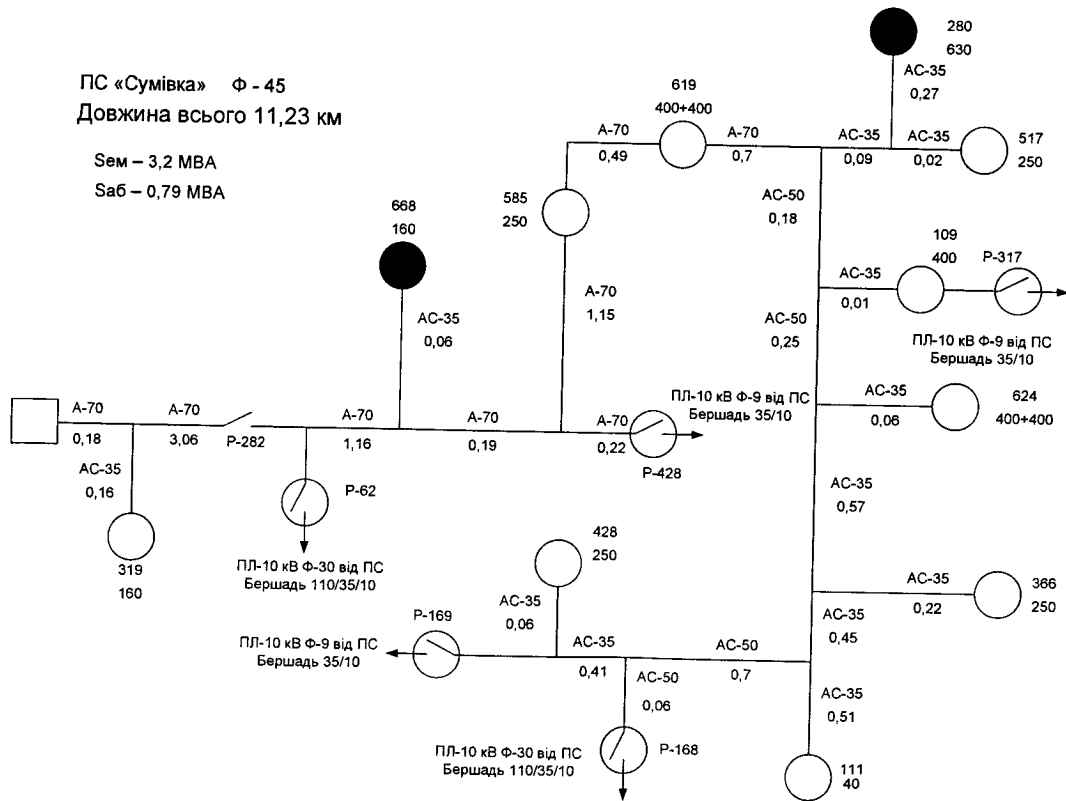 ПС «Сумівка» Ф - 45
Довжина всього 11,23 км
Sем – 3,2 МВА
Sаб – 0,79 МВА
280
630
АС-35
0,27
619
400+400
А-70
0,49
А-70
0,7
АС-35
0,09
АС-35
0,02
517
250
668
160
585
250
АС-50
0,18
109
400
Р-317
АС-35
0,01
А-70
1,15
АС-35
0,06
АС-50
0,25
ПЛ-10 кВ Ф-9 від ПС
Бершадь 35/10
АС-35
0,06
624
400+400
А-70
0,18
А-70
3,06
Р-282
А-70
1,16
А-70
0,19
А-70
0,22
ПЛ-10 кВ Ф-9 від ПС
Бершадь 35/10
Р-428
АС-35
0,16
Р-62
АС-35
0,57
319
160
ПЛ-10 кВ Ф-30 від ПС
Бершадь 110/35/10
428
250
АС-35
0,22
366
250
АС-35
0,06
Р-169
АС-35
0,45
ПЛ-10 кВ Ф-9 від ПС
Бершадь 35/10
АС-35
0,41
АС-50
0,7
АС-50
0,06
АС-35
0,51
ПЛ-10 кВ Ф-30 від ПС
Бершадь 110/35/10
Р-168
111
40